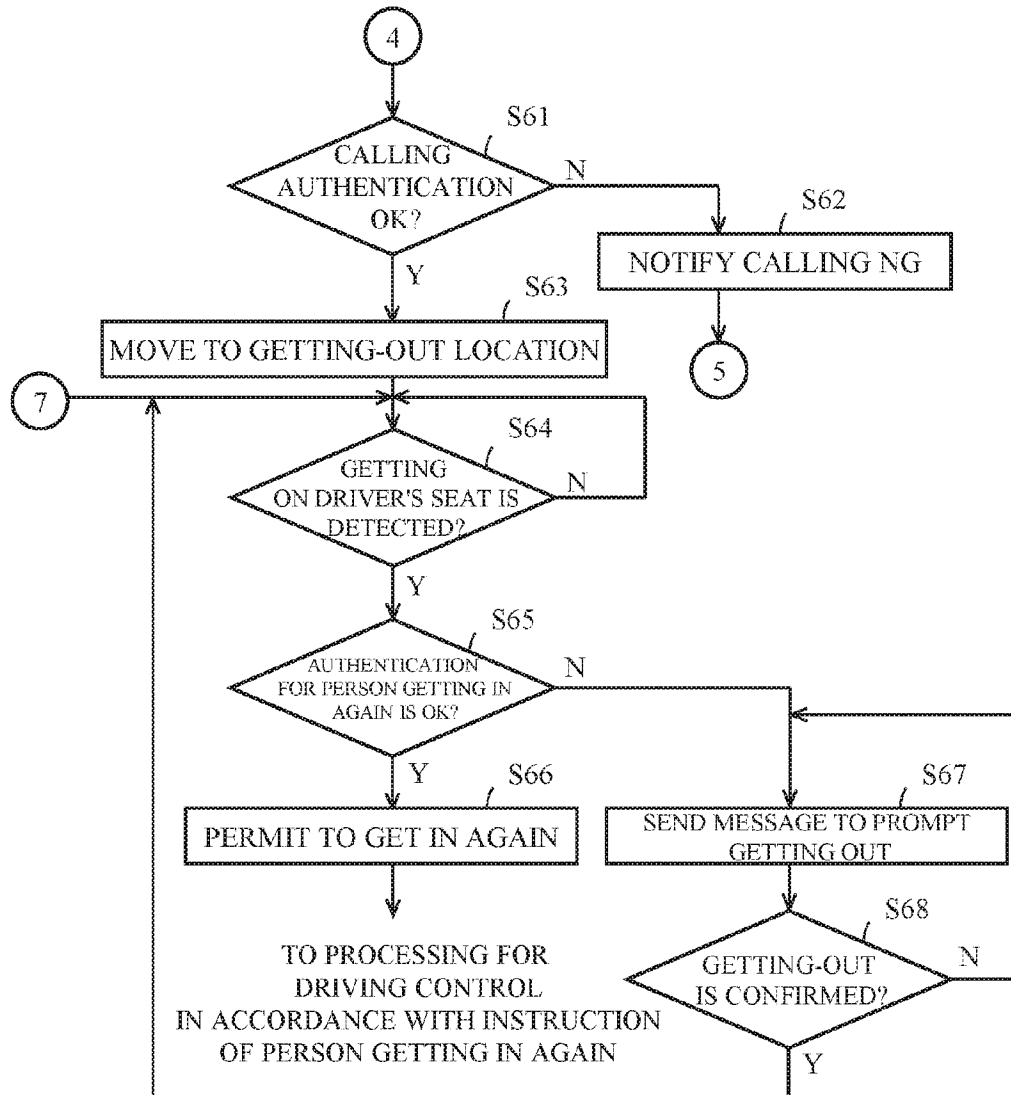 4
S61
CALLING
AUTHENTICATION
OK?
N
Y
S62
NOTIFY CALLING NG
5
S63
MOVE TO GETTING-OUT LOCATION
7
S64
GETTING
ON DRIVER'S SEAT IS
DETECTED?
N
Y
S65
AUTHENTICATION
FOR PERSON GETTING IN
AGAIN IS OK?
N
Y
S66
PERMIT TO GET IN AGAIN
TO PROCESSING FOR
DRIVING CONTROL
IN ACCORDANCE WITH INSTRUCTION
OF PERSON GETTING IN AGAIN
S67
SEND MESSAGE TO PROMPT
GETTING OUT
S68
GETTING-OUT
IS CONFIRMED?
N
Y